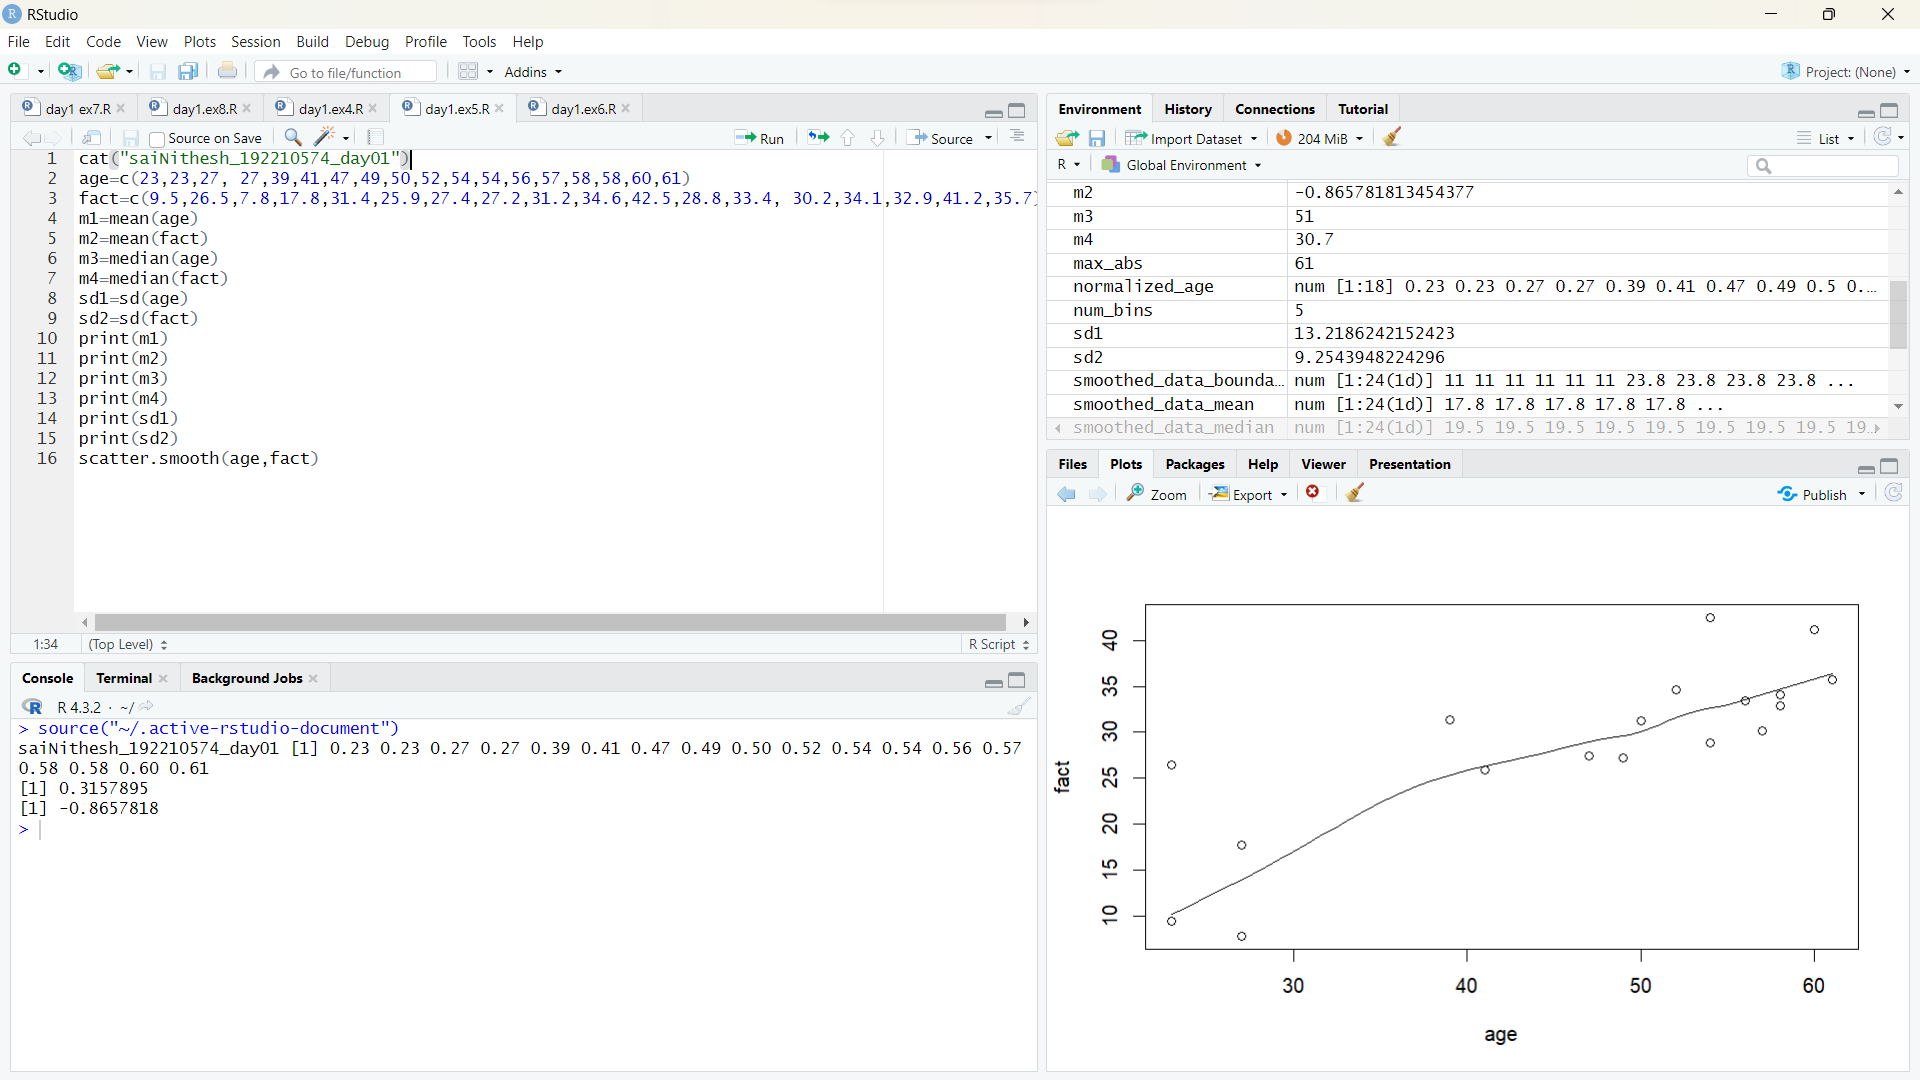 RStudio
File Edit Code View Plots Session Build Debug Profile Tools Help
Go to file/function Addins Project: (None)
day1 ex7.R day1.ex8.R day1.ex4.R day1.ex5.R day1.ex6.R
Source on Save Run Source
1 cat("saiNithesh_192210574_day01")
2 age=c(23,23,27, 27,39,41,47,49,50,52,54,54,56,57,58,58,60,61)
3 fact=c(9.5,26.5,7.8,17.8,31.4,25.9,27.4,27.2,31.2,34.6,42.5,28.8,33.4, 30.2,34.1,32.9,41.2,35.7)
4 m1=mean(age)
5 m2=mean(fact)
6 m3=median(age)
7 m4=median(fact)
8 sd1=sd(age)
9 sd2=sd(fact)
10 print(m1)
11 print(m2)
12 print(m3)
13 print(m4)
14 print(sd1)
15 print(sd2)
16 scatter.smooth(age,fact)
1:34 (Top Level) R Script
Console Terminal Background Jobs
R 4.3.2 · ~/
> source("~/.active-rstudio-document")
saiNithesh_192210574_day01 [1] 0.23 0.23 0.27 0.27 0.39 0.41 0.47 0.49 0.50 0.52 0.54 0.54 0.56 0.57
0.58 0.58 0.60 0.61
[1] 0.3157895
[1] -0.8657818
>
Environment History Connections Tutorial
Import Dataset 204 MiB List
R Global Environment
m2 -0.865781813454377
m3 51
m4 30.7
max_abs 61
normalized_age num [1:18] 0.23 0.23 0.27 0.27 0.39 0.41 0.47 0.49 0.5 0....
num_bins 5
sd1 13.2186242152423
sd2 9.2543948224296
smoothed_data_bounda... num [1:24(1d)] 11 11 11 11 11 11 23.8 23.8 23.8 23.8 ...
smoothed_data_mean num [1:24(1d)] 17.8 17.8 17.8 17.8 17.8 ...
smoothed_data_median num [1:24(1d)] 19.5 19.5 19.5 19.5 19.5 19.5 19.5 19.5 19..
Files Plots Packages Help Viewer Presentation
Zoom Export Publish
fact
40
35
30
25
20
15
10
30 40 50 60
age